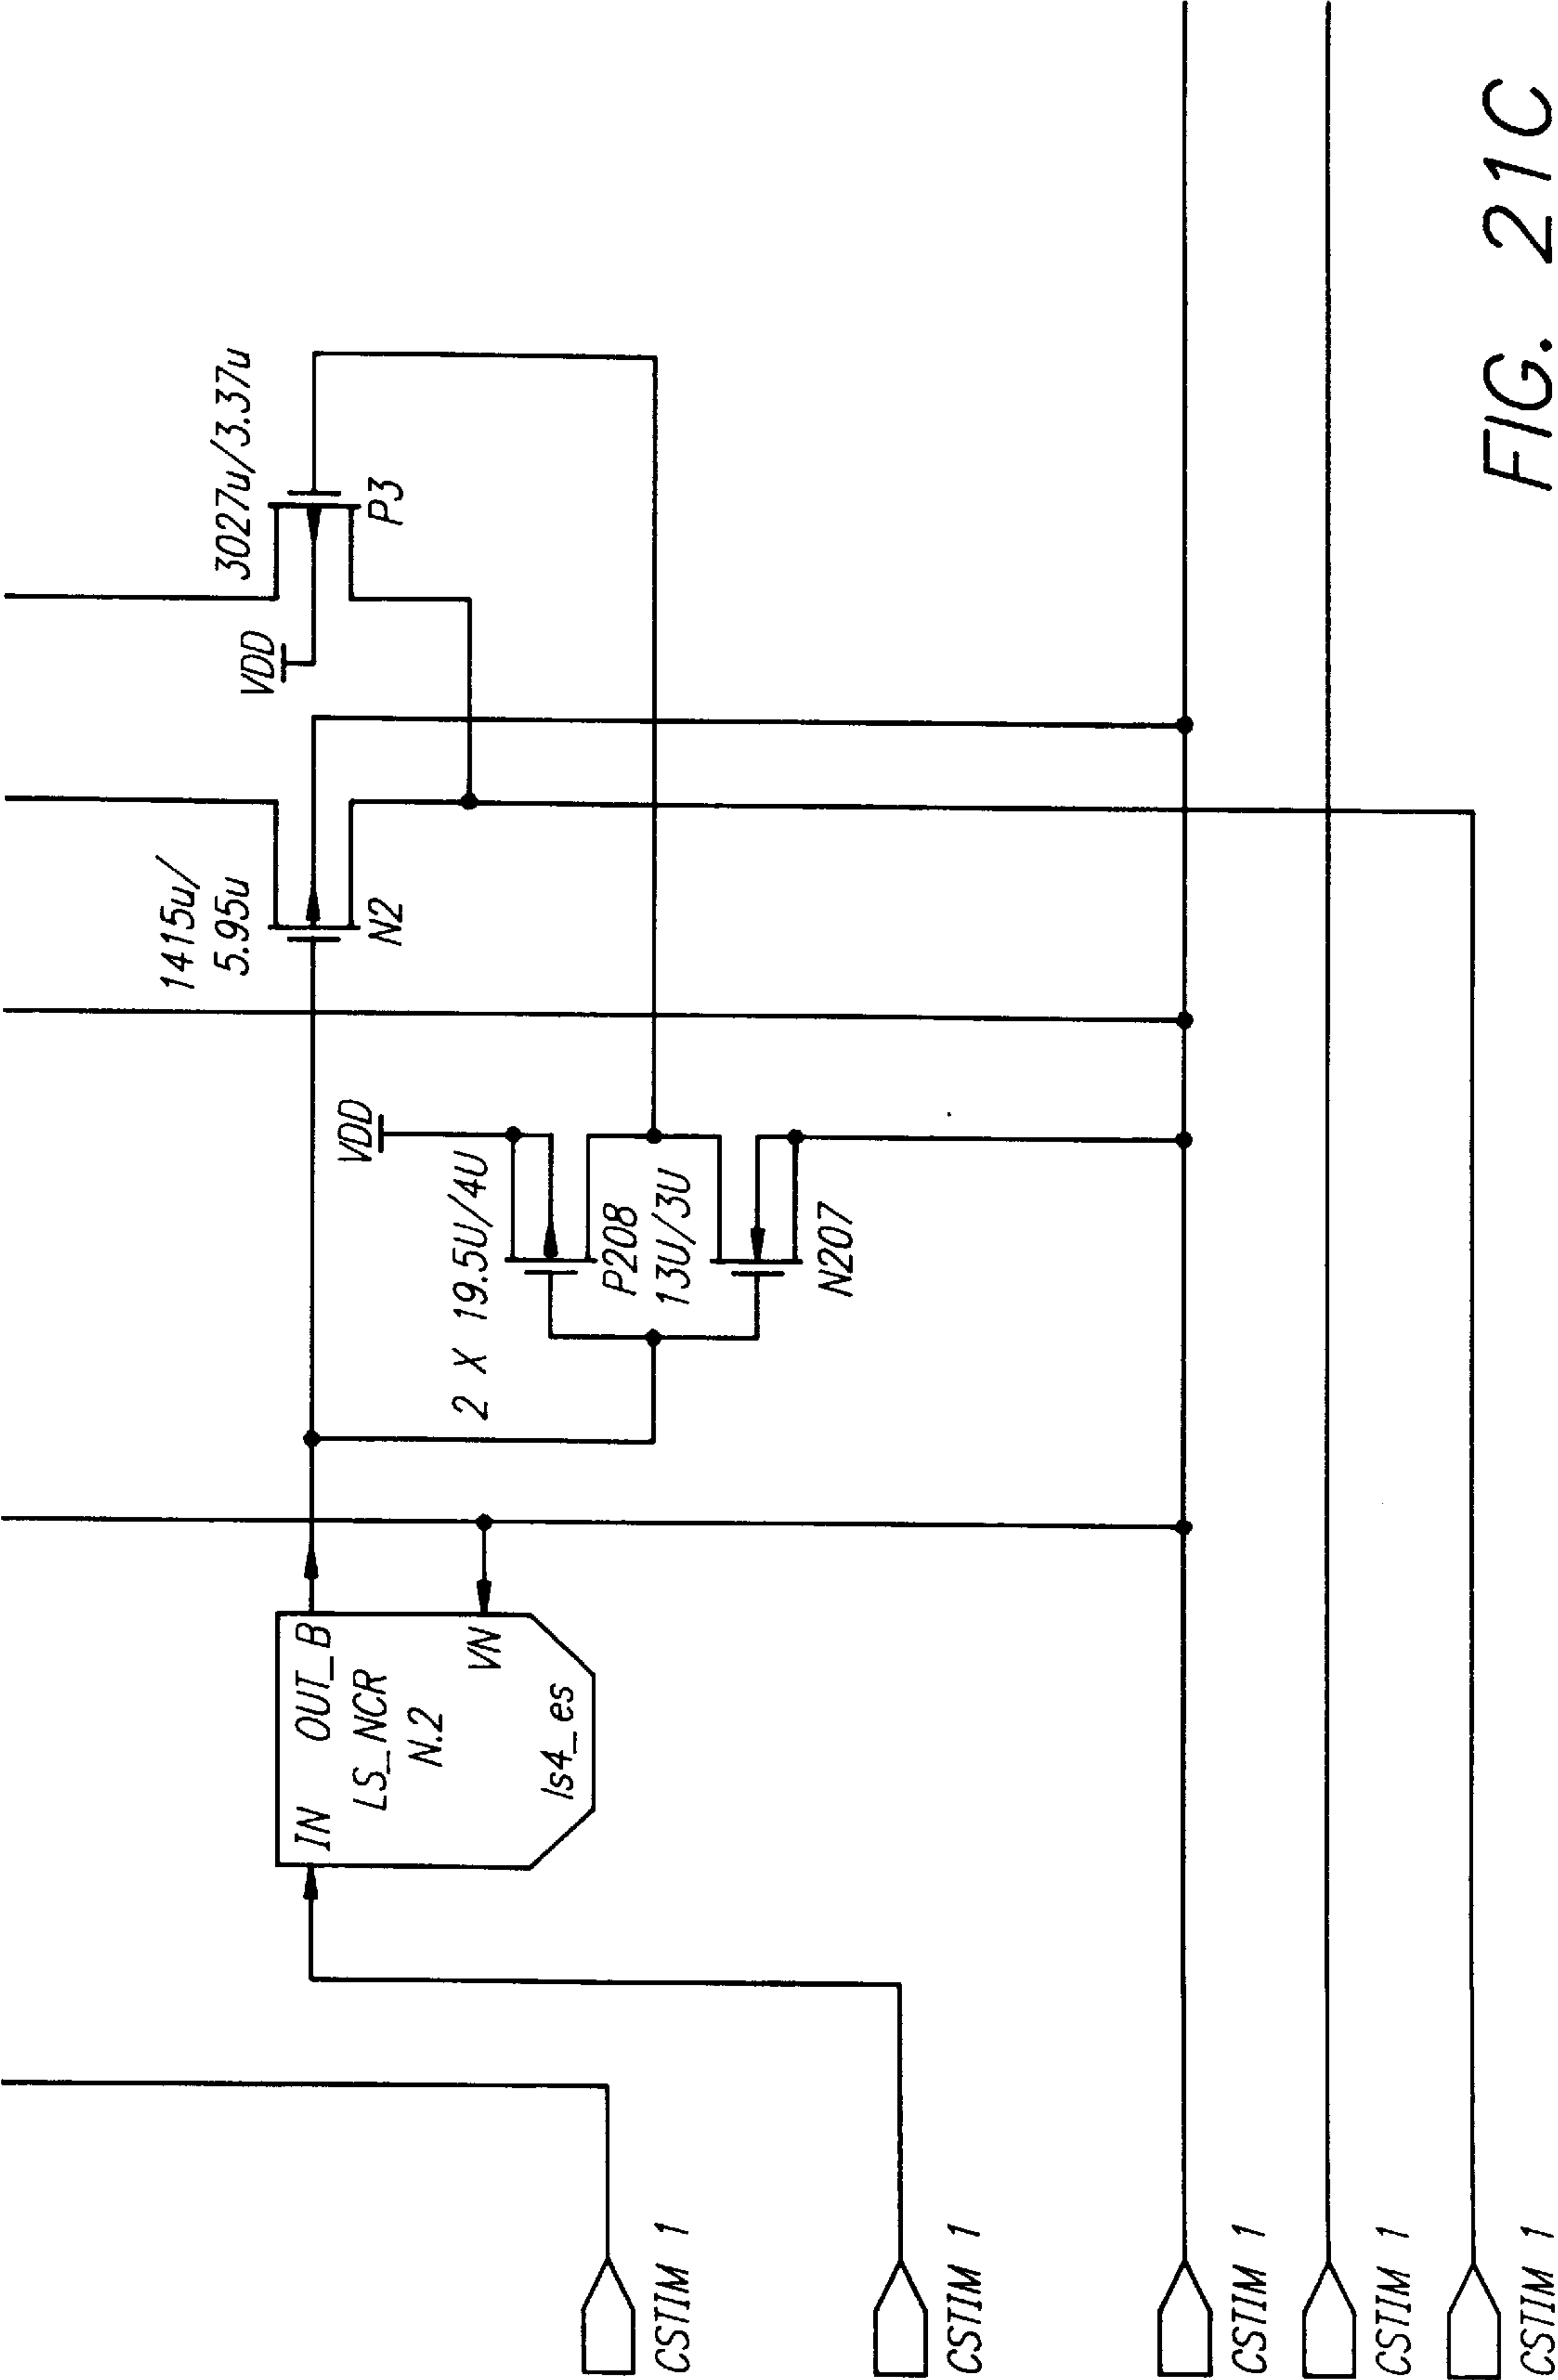 3027u/3.37u
VDD
P3
1415u/
5.95u
N2
VDD
2 X 19.5U/4U
P208
13U/3U
N207
IN OUT_B
LS_NCR
N.2
VN
ls4_es
CSTIM 1
CSTIM 1
CSTIM 1
CSTIM 1
CSTIM 1
FIG. 21C